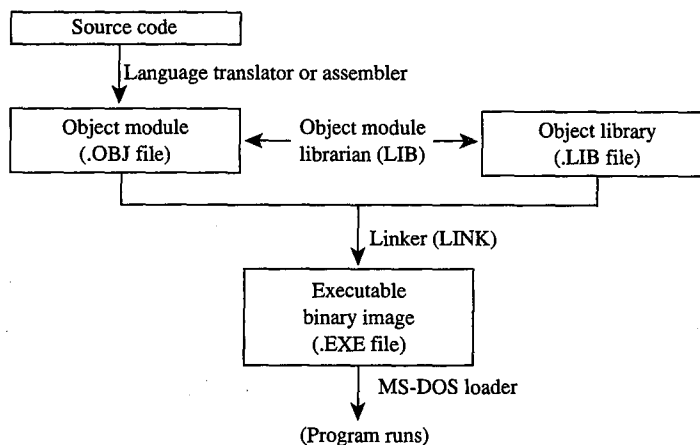 Source code
Language translator or assembler
Object module
(.OBJ file)
Object module
librarian (LIB)
Object library
(.LIB file)
Linker (LINK)
Executable
binary image
(.EXE file)
MS-DOS loader
(Program runs)